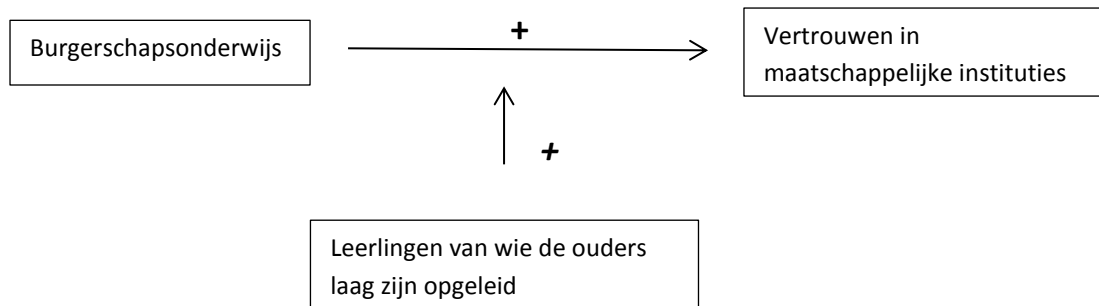 Burgerschapsonderwijs
+
Vertrouwen in
maatschappelijke instituties
+
Leerlingen van wie de ouders
laag zijn opgeleid